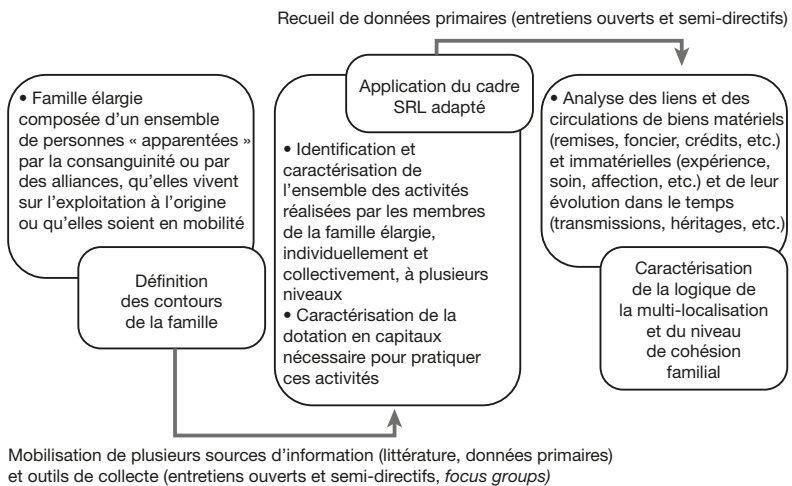 Recueil de données primaires (entretiens ouverts et semi-directifs)
• Famille élargie
composée d'un ensemble
de personnes « apparentées »
par la consanguinité ou par
des alliances, qu'elles vivent
sur l'exploitation à l'origine
ou qu'elles soient en mobilité
Définition
des contours
de la famille
Application du cadre
SRL adapté
• Identification et
caractérisation de
l'ensemble des activités
réalisées par les membres
de la famille élargie,
individuellement et
collectivement, à plusieurs
niveaux
• Caractérisation de la
dotation en capitaux
nécessaire pour pratiquer
ces activités
• Analyse des liens et des
circulations de biens matériels
(remises, foncier, crédits, etc.)
et immatérielles (expérience,
soin, affection, etc.) et de leur
évolution dans le temps
(transmissions, héritages, etc.)
Caractérisation
de la logique de
la multi-localisation
et du niveau
de cohésion
familial
Mobilisation de plusieurs sources d'information (littérature, données primaires)
et outils de collecte (entretiens ouverts et semi-directifs, focus groups)